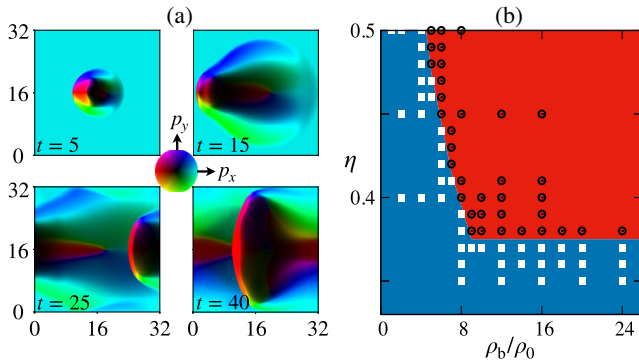 (a)
(b)
32
16
0
t = 5
t = 15
p_y
p_x
32
16
0
t = 25
t = 40
0 16 32 0 16 32
0.5
η
0.4
0 8 16 24
ρ_b/ρ_0